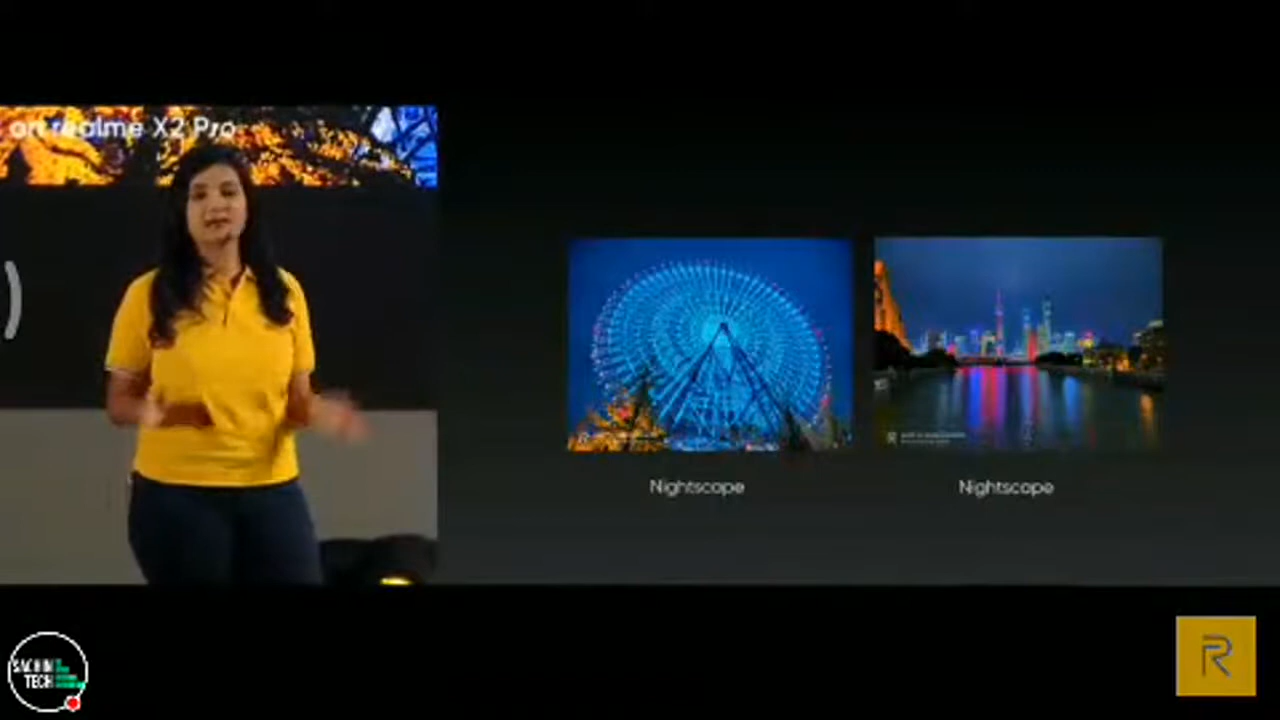 on realme X2 Pro
)
Nightscope
Nightscope
SACHIN
TECH
R